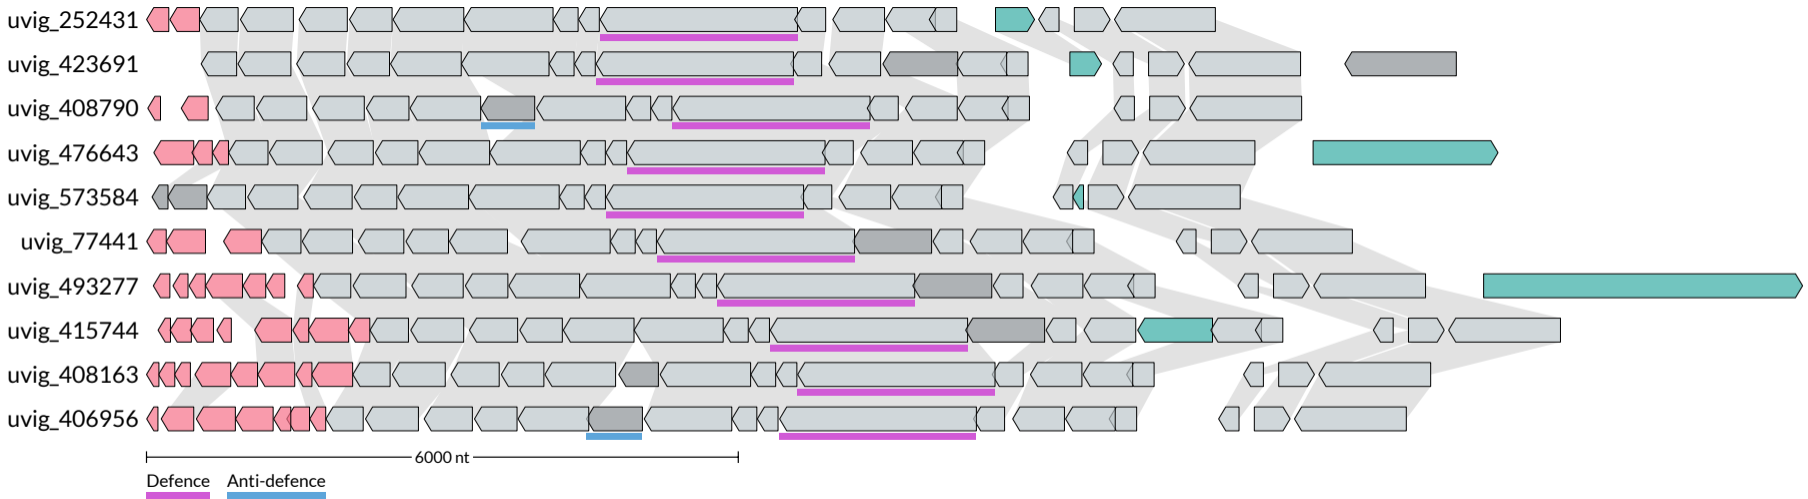 uvig_252431
uvig_423691
uvig_408790
uvig_476643
uvig_573584
uvig_77441
uvig_493277
uvig_415744
uvig_408163
uvig_406956
6000 nt
Defence Anti-defence